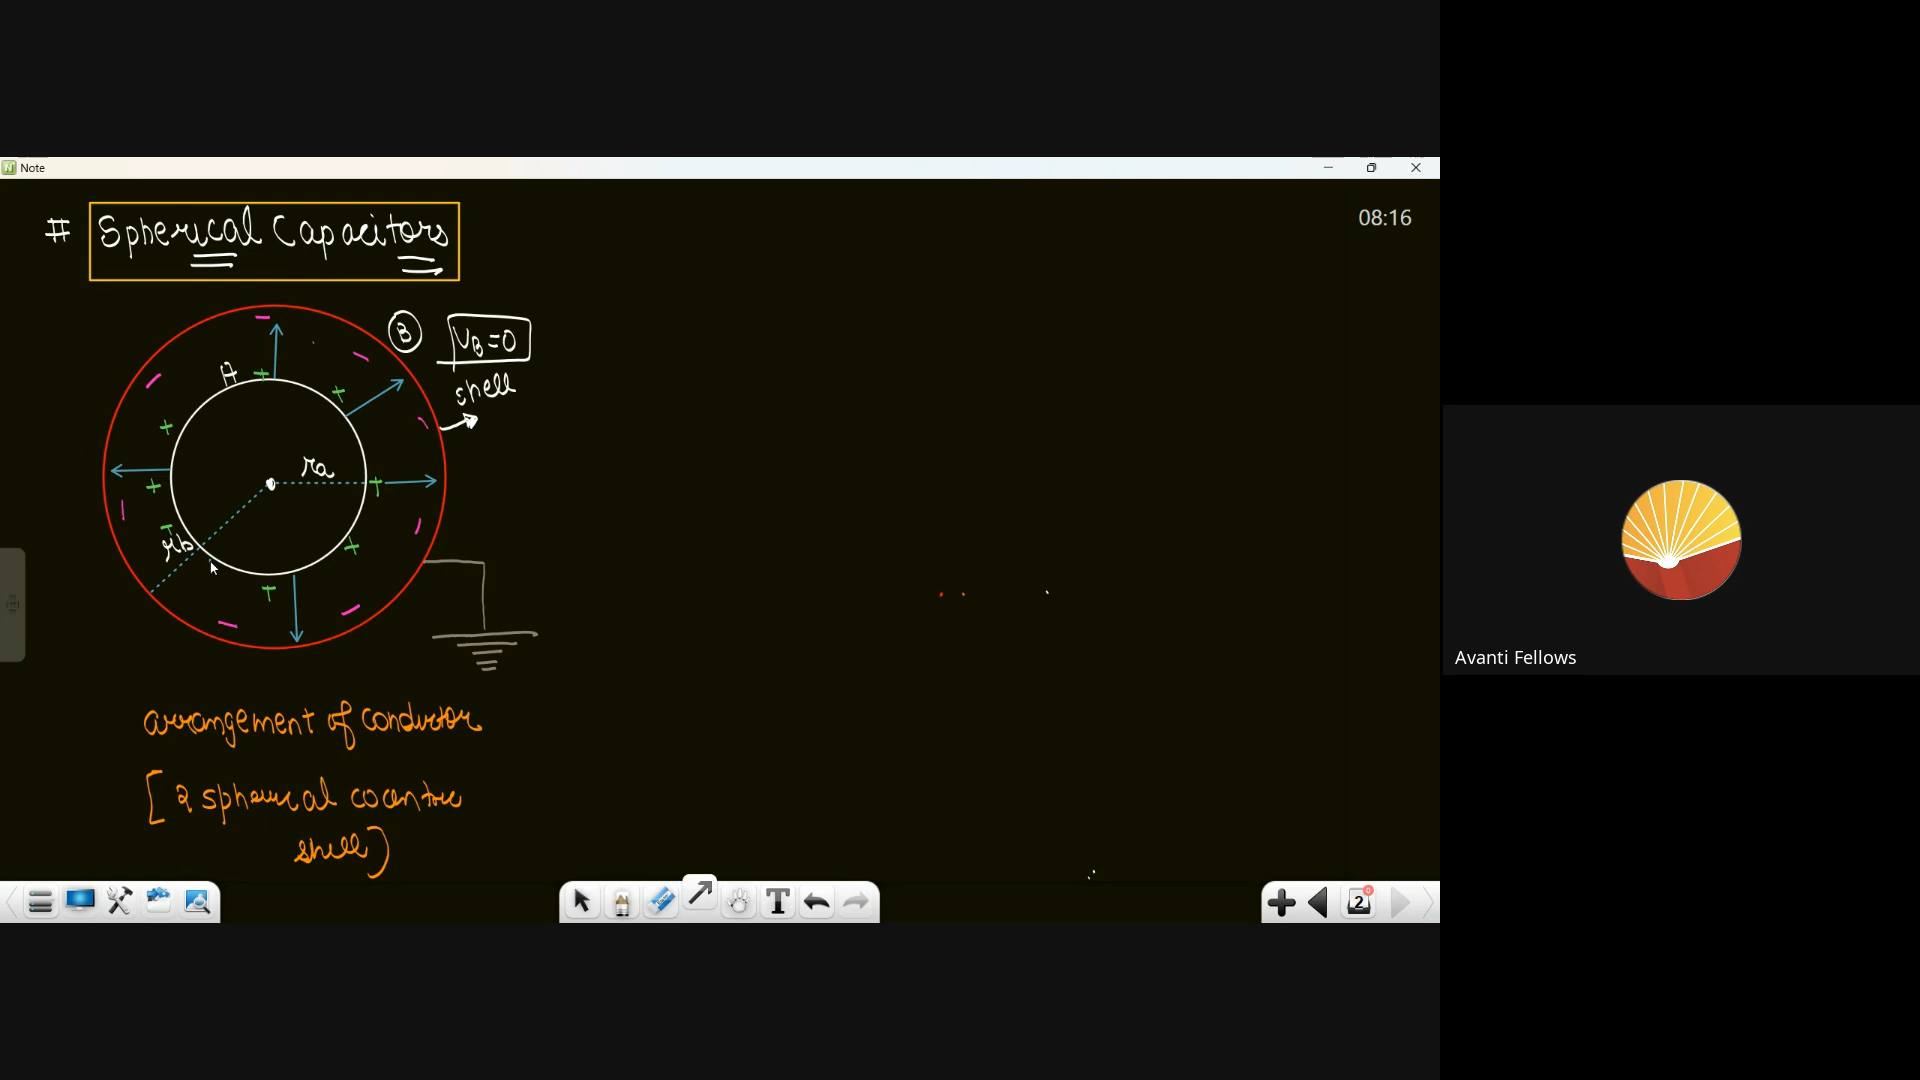 Note
08:16
# Spherical Capacitors
B
VB=0
shell
A
ra
rb
arrangement of conductor
[2 spherical cocentric
shell)
2
0
T
Avanti Fellows